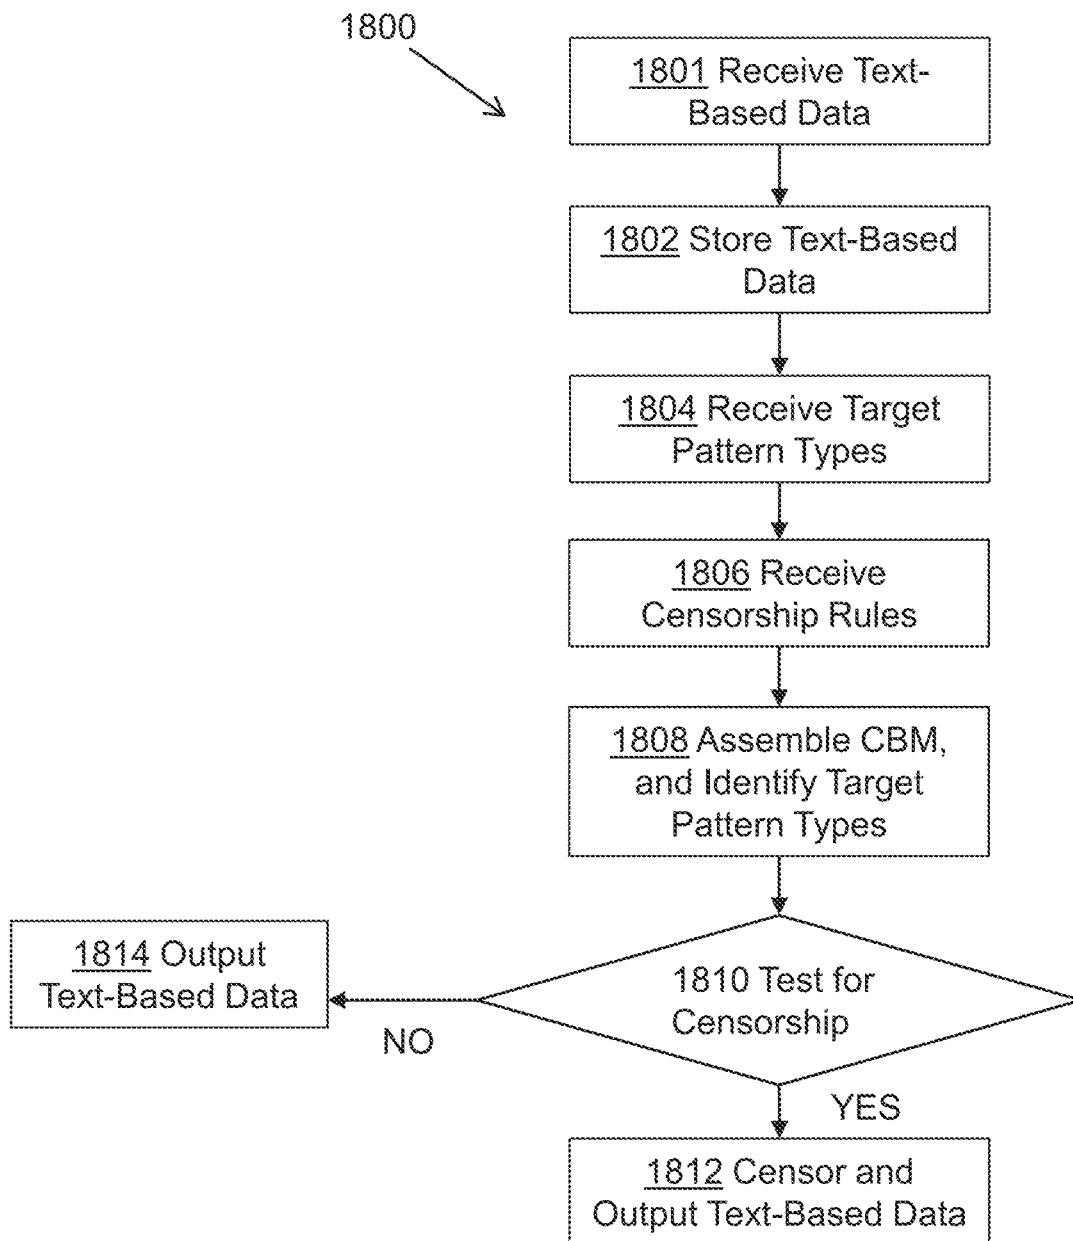 1800
1801 Receive Text-
Based Data
1802 Store Text-Based
Data
1804 Receive Target
Pattern Types
1806 Receive
Censorship Rules
1808 Assemble CBM,
and Identify Target
Pattern Types
1810 Test for
Censorship
1814 Output
Text-Based Data
NO
YES
1812 Censor and
Output Text-Based Data